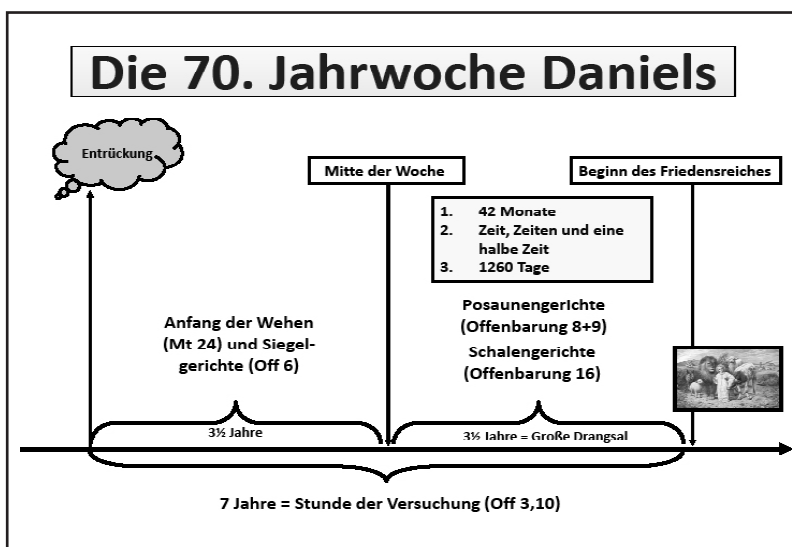 Die 70. Jahrwoche Daniels
Entrückung
Mitte der Woche
Beginn des Friedensreiches
1. 42 Monate
2. Zeit, Zeiten und eine
halbe Zeit
3. 1260 Tage
Anfang der Wehen
(Mt 24) und Siegel-
gerichte (Off 6)
Posaunengerichte
(Offenbarung 8+9)
Schalengerichte
(Offenbarung 16)
3½ Jahre
3½ Jahre = Große Drangsal
7 Jahre = Stunde der Versuchung (Off 3,10)